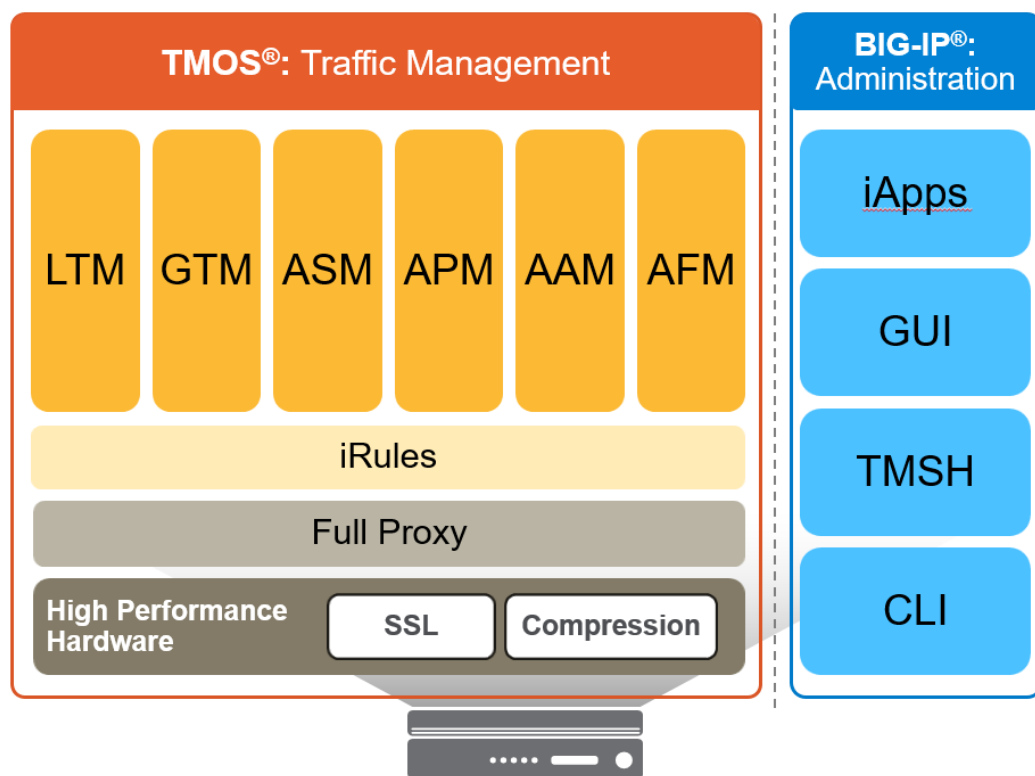 TMOS®: Traffic Management
BIG-IP®:
Administration
LTM
GTM
ASM
APM
AAM
AFM
iRules
Full Proxy
High Performance
Hardware
SSL
Compression
iApps
GUI
TMSH
CLI